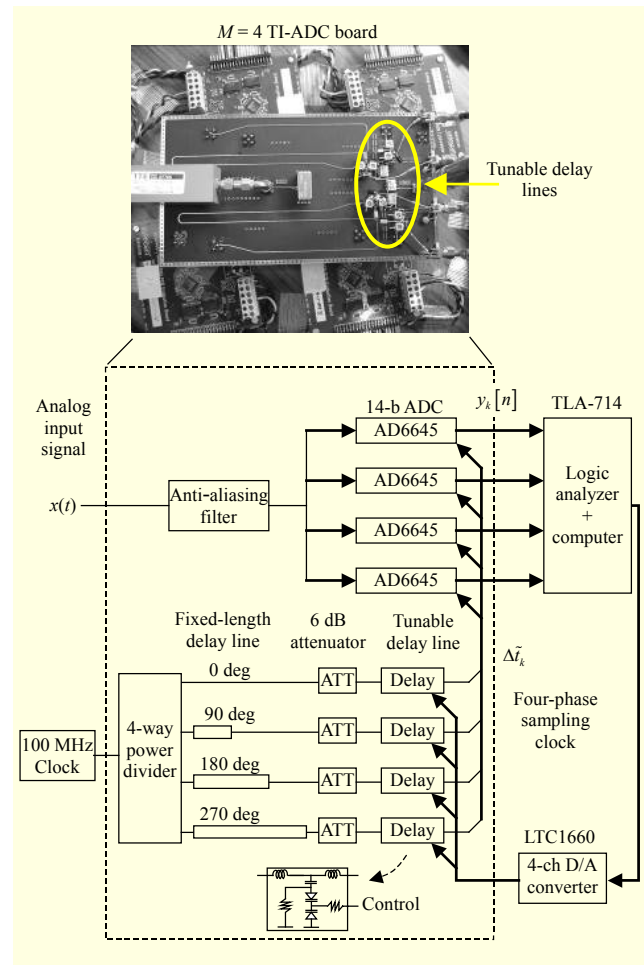 M = 4 TI-ADC board
Tunable delay
lines
Analog
input
signal
14-b ADC
y_k[n]
TLA-714
AD6645
AD6645
AD6645
AD6645
x(t)
Anti-aliasing
filter
Logic
analyzer
+
computer
Fixed-length
delay line
6 dB
attenuator
Tunable
delay line
Δt̃_k
0 deg
ATT
Delay
Four-phase
sampling
clock
100 MHz
Clock
4-way
power
divider
90 deg
ATT
Delay
180 deg
ATT
Delay
270 deg
ATT
Delay
LTC1660
4-ch D/A
converter
Control